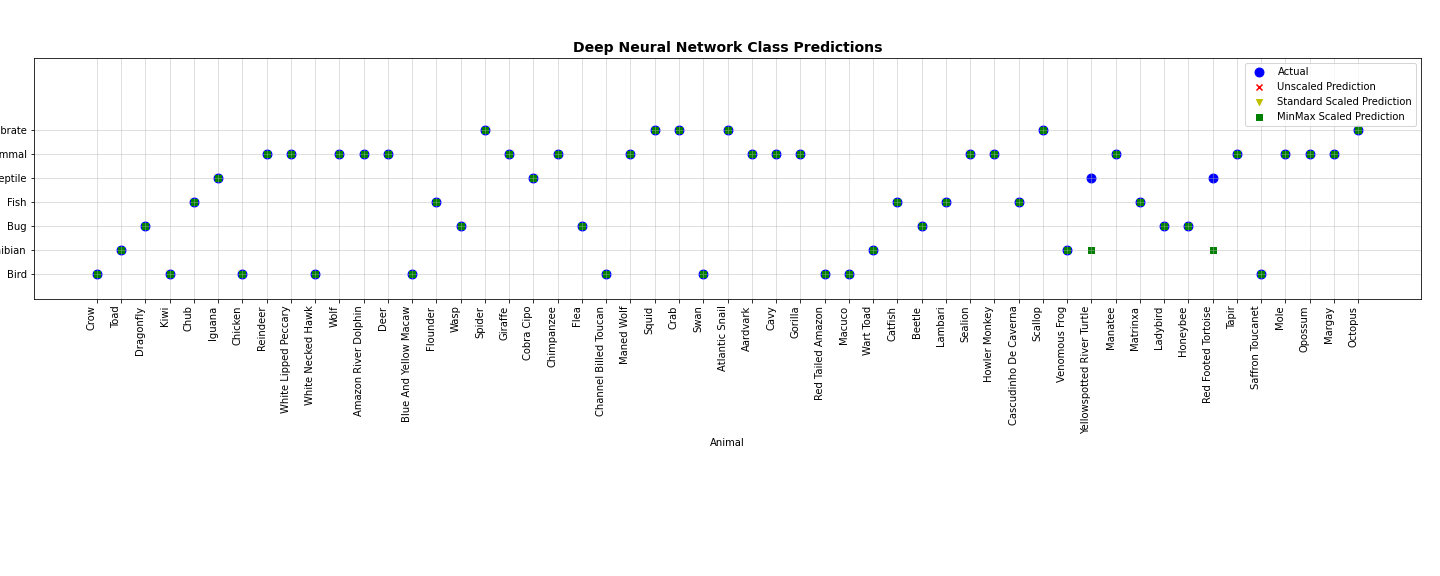 Deep Neural Network Class Predictions
Actual
Unscaled Prediction
Standard Scaled Prediction
MinMax Scaled Prediction
brate
mmal
eptile
Fish
Bug
ibian
Bird
Crow
Toad
Dragonfly
Kiwi
Chub
Iguana
Chicken
Reindeer
White Lipped Peccary
White Necked Hawk
Wolf
Amazon River Dolphin
Deer
Blue And Yellow Macaw
Flounder
Wasp
Spider
Giraffe
Cobra Cipo
Chimpanzee
Flea
Channel Billed Toucan
Maned Wolf
Squid
Crab
Swan
Atlantic Snail
Aardvark
Cavy
Gorilla
Red Tailed Amazon
Macuco
Wart Toad
Catfish
Beetle
Lambari
Sealion
Howler Monkey
Cascudinho De Caverna
Scallop
Venomous Frog
Yellowspotted River Turtle
Manatee
Matrinxa
Ladybird
Honeybee
Red Footed Tortoise
Tapir
Saffron Toucanet
Mole
Opossum
Margay
Octopus
Animal